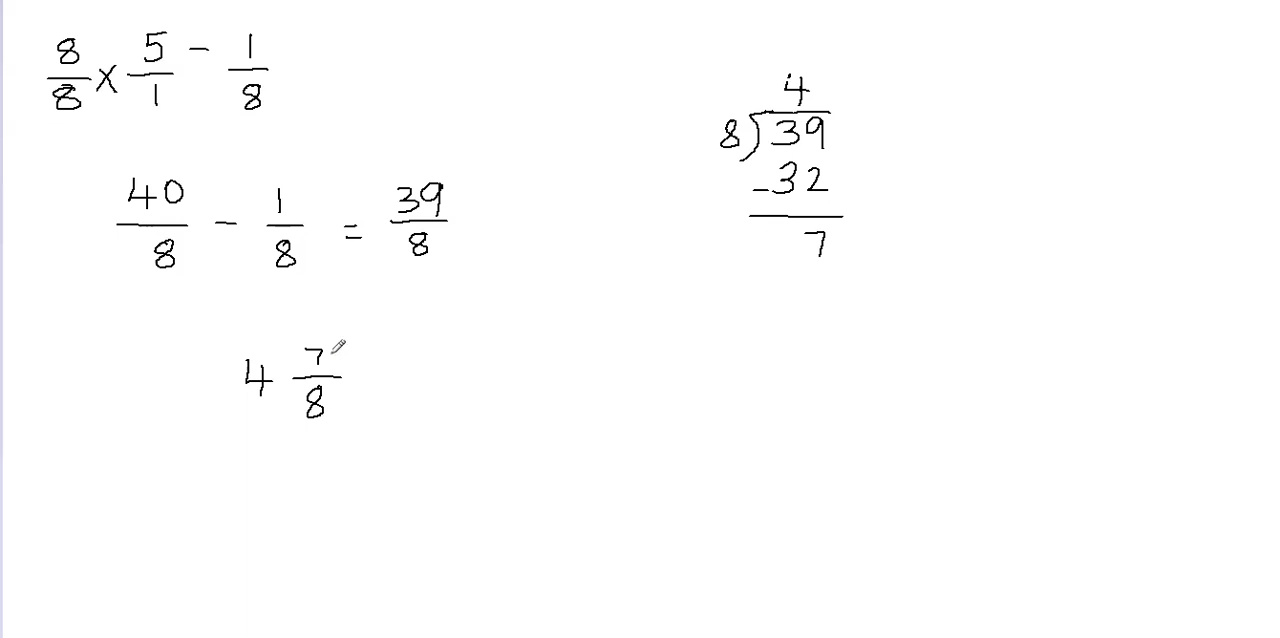 8/8 × 5/1 - 1/8
40/8 - 1/8 = 39/8
4 7/8
4
8)39
-32
7